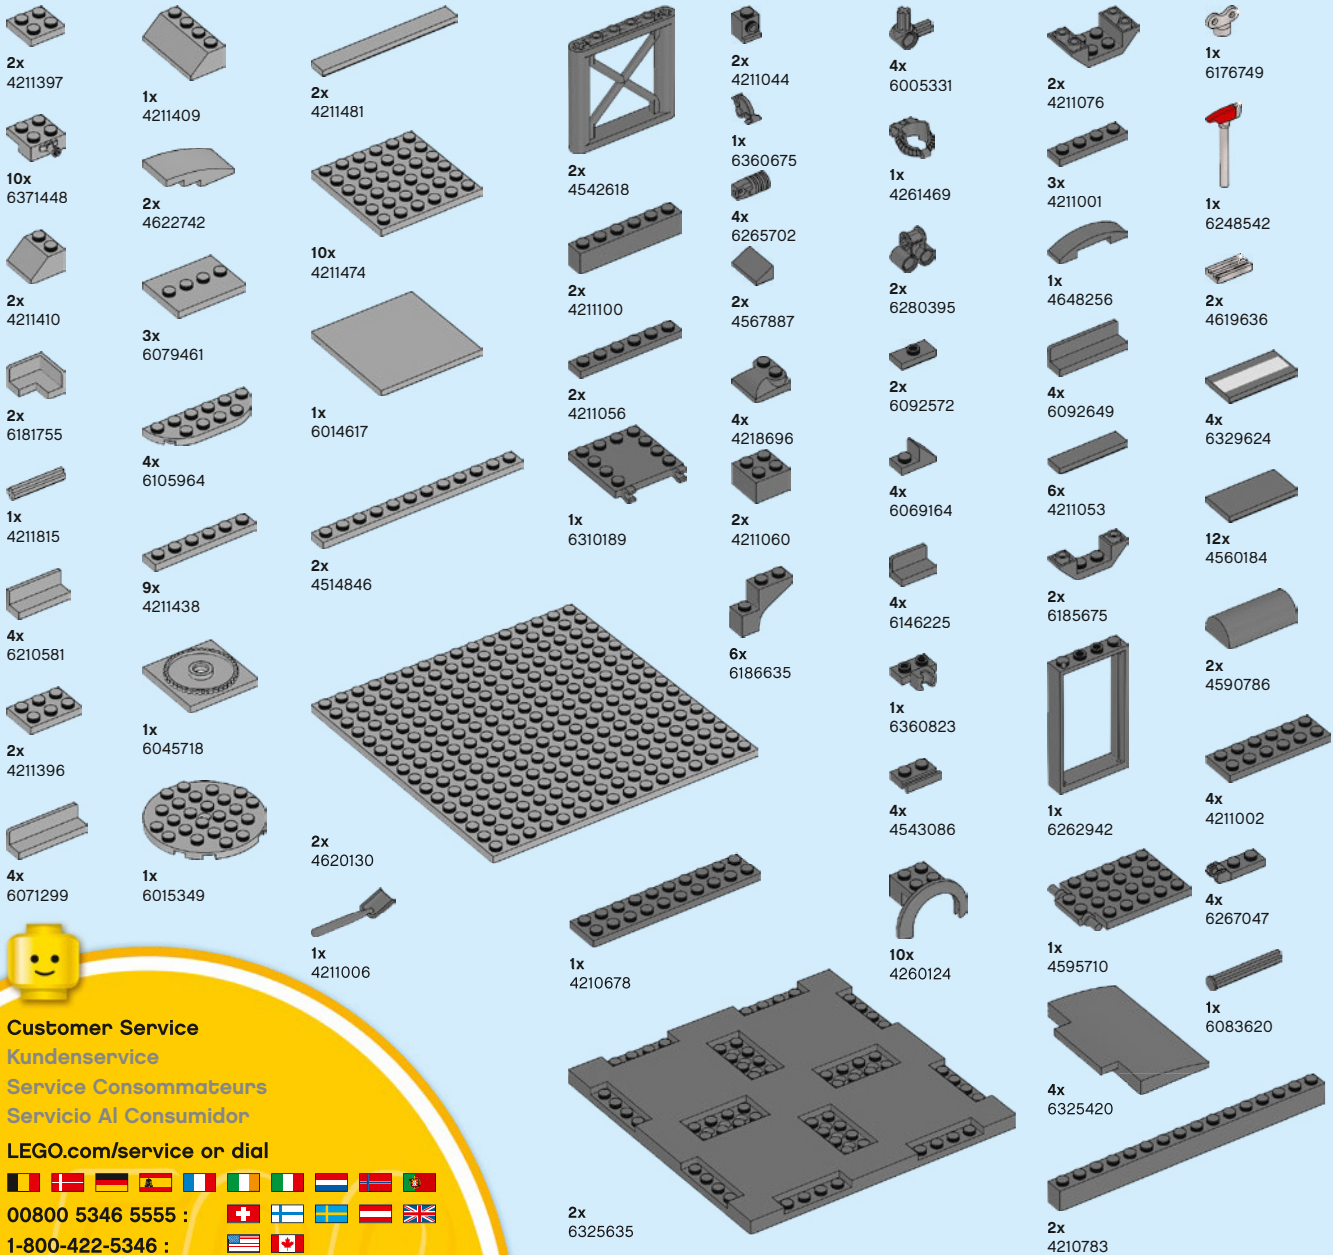 2x
4211397
10x
6371448
2x
4211410
2x
6181755
1x
4211815
4x
6210581
2x
4211396
4x
6071299
1x
4211409
2x
4622742
3x
6079461
4x
6105964
9x
4211438
1x
6045718
1x
6015349
2x
4211481
10x
4211474
1x
6014617
2x
4514846
2x
4620130
1x
4211006
2x
4542618
2x
4211100
2x
4211056
1x
6310189
1x
4210678
2x
6325635
2x
4211044
1x
6360675
4x
6265702
2x
4567887
4x
4218696
2x
4211060
6x
6186635
4x
6005331
1x
4261469
2x
6280395
2x
6092572
4x
6069164
4x
6146225
1x
6360823
4x
4543086
10x
4260124
2x
4211076
3x
4211001
1x
4648256
4x
6092649
6x
4211053
2x
6185675
1x
6262942
1x
4595710
4x
6325420
2x
4210783
1x
6176749
1x
6248542
2x
4619636
4x
6329624
12x
4560184
2x
4590786
4x
4211002
4x
6267047
1x
6083620
Customer Service
Kundenservice
Service Consommateurs
Servicio Al Consumidor
LEGO.com/service or dial
00800 5346 5555 :
1-800-422-5346 :